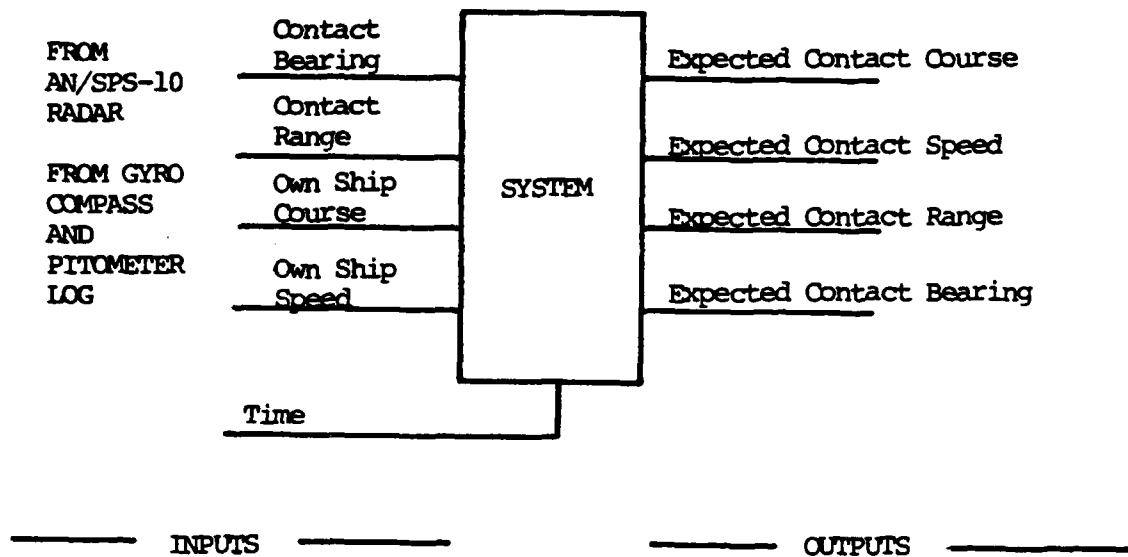 FROM
AN/SPS-10
RADAR
Contact
Bearing
Contact
Range
FROM GYRO
COMPASS
AND
PITOMETER
LOG
Own Ship
Course
Own Ship
Speed
Time
SYSTEM
Expected Contact Course
Expected Contact Speed
Expected Contact Range
Expected Contact Bearing
INPUTS
OUTPUTS